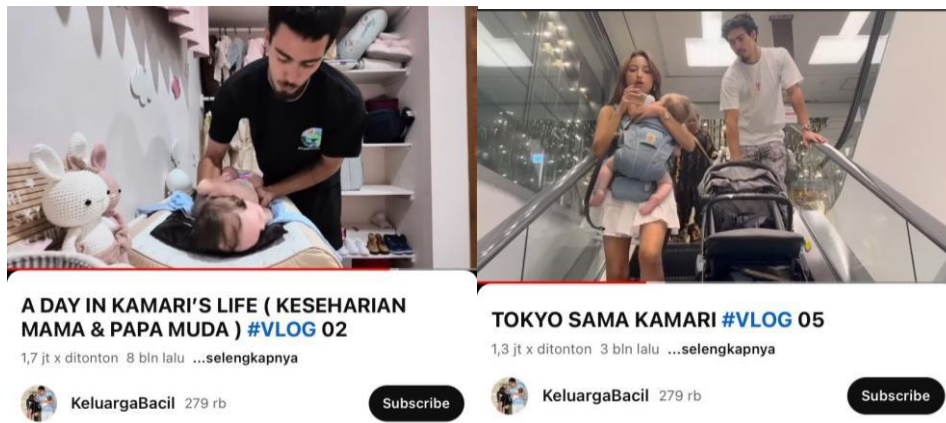 A DAY IN KAMARI'S LIFE ( KESEHARIAN
MAMA & PAPA MUDA ) #VLOG 02
1,7 jt x ditonton 8 bln lalu ...selengkapnya
KeluargaBacil 279 rb
Subscribe
TOKYO SAMA KAMARI #VLOG 05
1,3 jt x ditonton 3 bln lalu ...selengkapnya
KeluargaBacil 279 rb
Subscribe